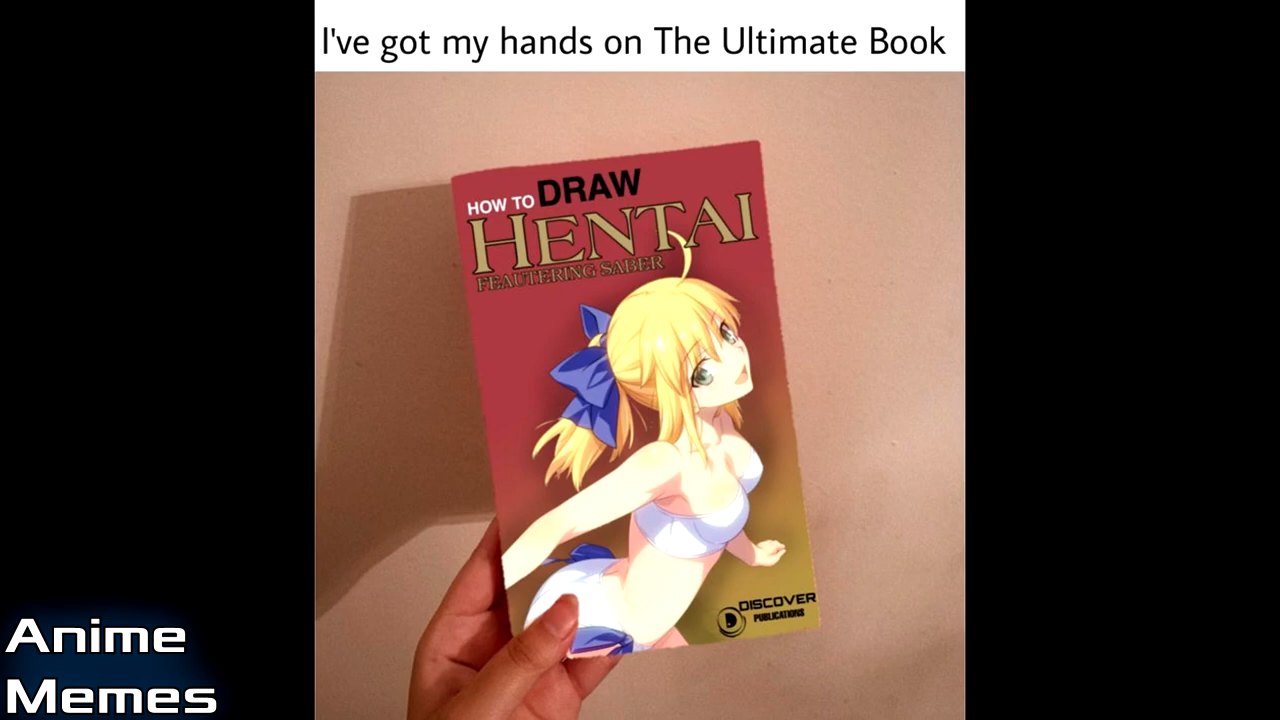 I've got my hands on The Ultimate Book
HOW TO DRAW
HENTAI
FEAUTERING SABER
D DISCOVER
PUBLICATIONS
Anime
Memes